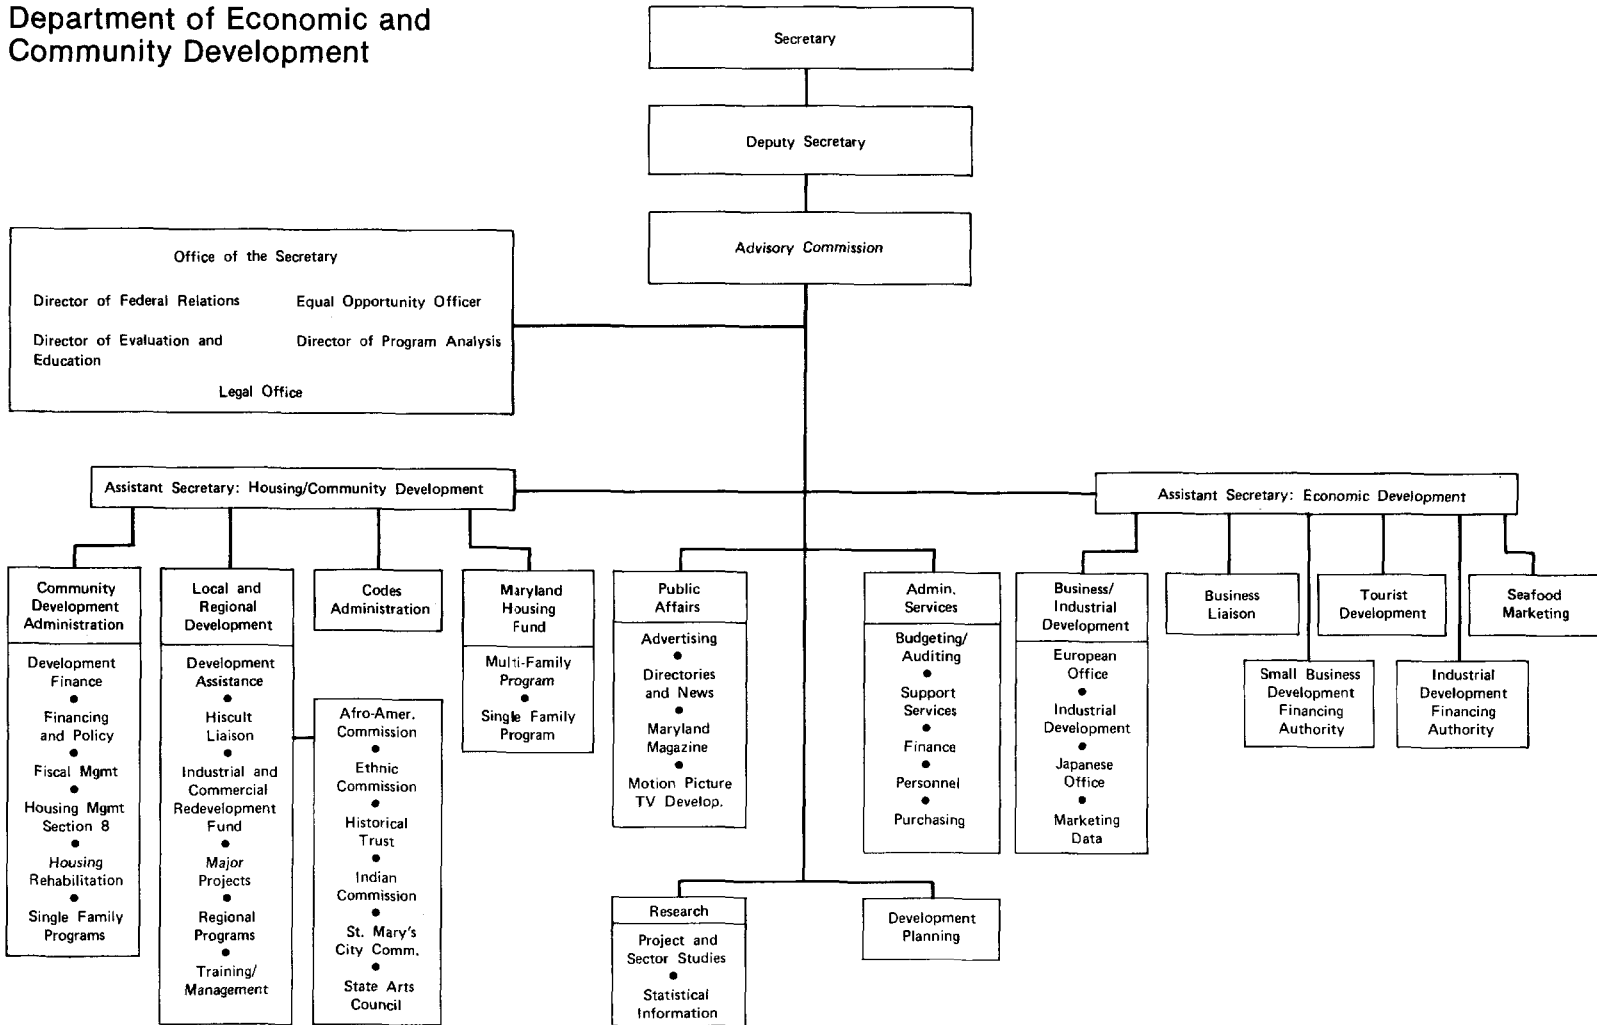 Department of Economic and
Community Development
Secretary
Deputy Secretary
Advisory Commission
Office of the Secretary
Director of Federal Relations
Equal Opportunity Officer
Director of Evaluation and
Education
Director of Program Analysis
Legal Office
Assistant Secretary: Housing/Community Development
Assistant Secretary: Economic Development
Community
Development
Administration
Development
Finance
Financing
and Policy
Fiscal Mgmt
Housing Mgmt
Section 8
Housing
Rehabilitation
Single Family
Programs
Local and
Regional
Development
Development
Assistance
Hiscult
Liaison
Industrial and
Commercial
Redevelopment
Fund
Major
Projects
Regional
Programs
Training/
Management
Codes
Administration
Afro-Amer.
Commission
Ethnic
Commission
Historical
Trust
Indian
Commission
St. Mary's
City Comm.
State Arts
Council
Maryland
Housing
Fund
Multi-Family
Program
Single Family
Program
Public
Affairs
Advertising
Directories
and News
Maryland
Magazine
Motion Picture
TV Develop.
Admin.
Services
Budgeting/
Auditing
Support
Services
Finance
Personnel
Purchasing
Business/
Industrial
Development
European
Office
Industrial
Development
Japanese
Office
Marketing
Data
Business
Liaison
Tourist
Development
Seafood
Marketing
Small Business
Development
Financing
Authority
Industrial
Development
Financing
Authority
Research
Project and
Sector Studies
Statistical
Information
Development
Planning